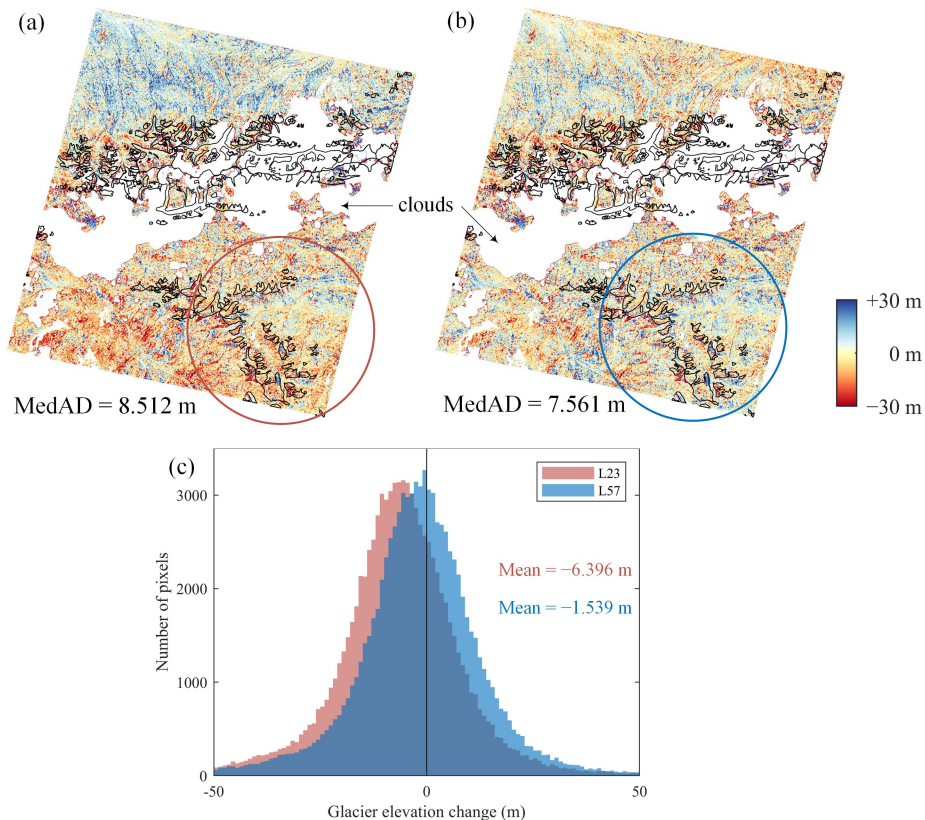 (a)
(b)
clouds
+30 m
0 m
−30 m
MedAD = 8.512 m
MedAD = 7.561 m
(c)
L23
L57
3000
2000
1000
0
Number of pixels
Mean = −6.396 m
Mean = −1.539 m
-50
0
50
Glacier elevation change (m)